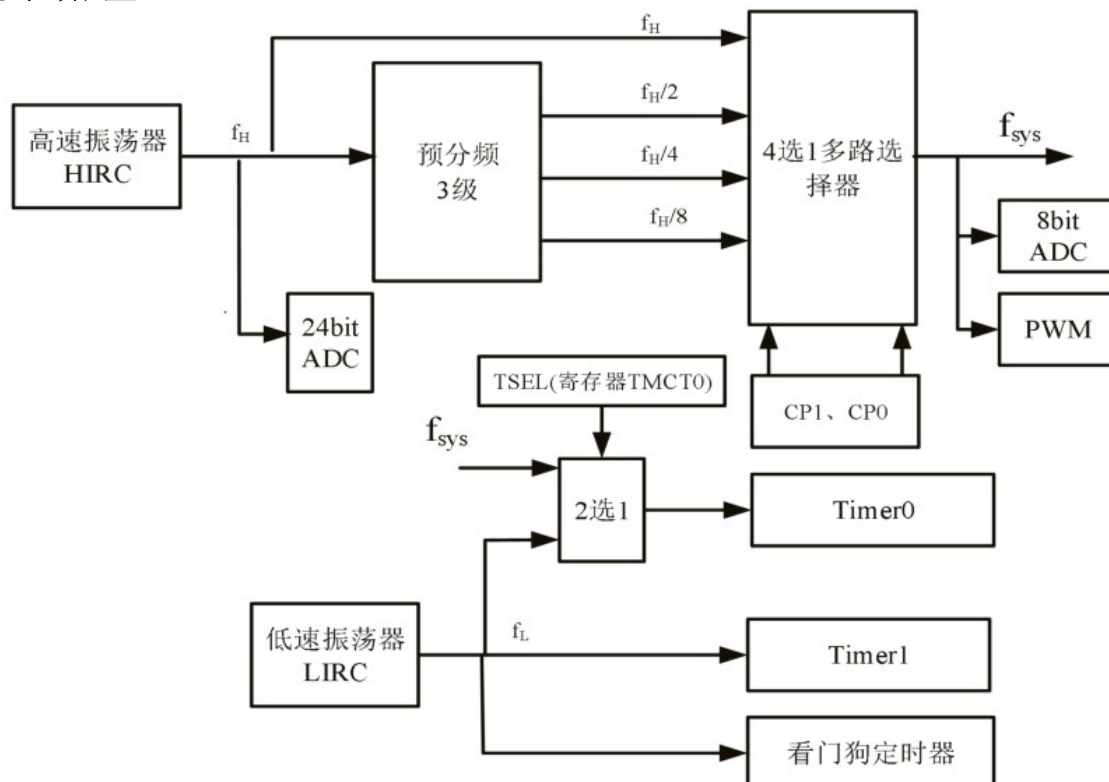 f_H
高速振荡器
HIRC
f_H
预分频
3级
f_H/2
f_H/4
f_H/8
4选1多路选
择器
f_sys
8bit
ADC
PWM
24bit
ADC
TSEL(寄存器TMCT0)
CP1、CP0
f_sys
2选1
Timer0
低速振荡器
LIRC
f_L
Timer1
看门狗定时器